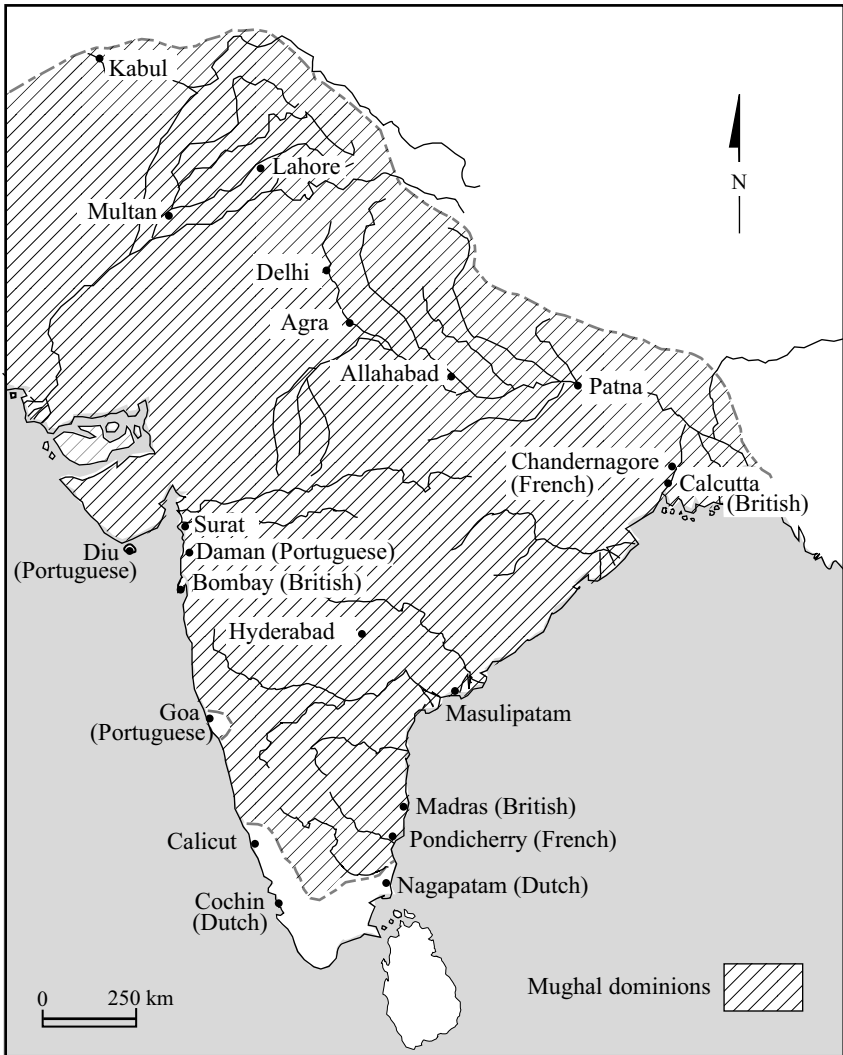 Kabul
N
Lahore
Multan
Delhi
Agra
Allahabad
Patna
Chandernagore
(French)
Calcutta
(British)
Surat
Diu
(Portuguese)
Daman (Portuguese)
Bombay (British)
Hyderabad
Masulipatam
Goa
(Portuguese)
Madras (British)
Pondicherry (French)
Calicut
Nagapatam (Dutch)
Cochin
(Dutch)
Mughal dominions
0 250 km